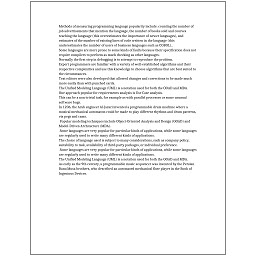 Methods of measuring programming language popularity include : counting the number of
job advertisements that mention the language, the number of books sold and courses
teaching the language (this overestimates the importance of newer languages), and
estimates of the number of existing lines of code written in the language (this
underestimates the number of users of business languages such as COBOL).
Some languages are more prone to some kinds of faults because their specification does not
require compilers to perform as much checking as other languages.
Normally the first step in debugging is to attempt to reproduce the problem.
Expert programmers are familiar with a variety of well-established algorithms and their
respective complexities and use this knowledge to choose algorithms that are best suited to
the circumstances.
Text editors were also developed that allowed changes and corrections to be made much
more easily than with punched cards.
The Unified Modeling Language (UML) is a notation used for both the OOAD and MDA.
One approach popular for requirements analysis is Use Case analysis.
This can be a non-trivial task, for example as with parallel processes or some unusual
software bugs.
In 1206, the Arab engineer Al-Jazari invented a programmable drum machine where a
musical mechanical automaton could be made to play different rhythms and drum patterns,
via pegs and cams.
Popular modeling techniques include Object-Oriented Analysis and Design (OOAD) and
Model-Driven Architecture (MDA).
Some languages are very popular for particular kinds of applications, while some languages
are regularly used to write many different kinds of applications.
The choice of language used is subject to many considerations, such as company policy,
suitability to task, availability of third-party packages, or individual preference.
Some languages are very popular for particular kinds of applications, while some languages
are regularly used to write many different kinds of applications.
The Unified Modeling Language (UML) is a notation used for both the OOAD and MDA.
As early as the 9th century, a programmable music sequencer was invented by the Persian
Banu Musa brothers, who described an automated mechanical flute player in the Book of
Ingenious Devices.